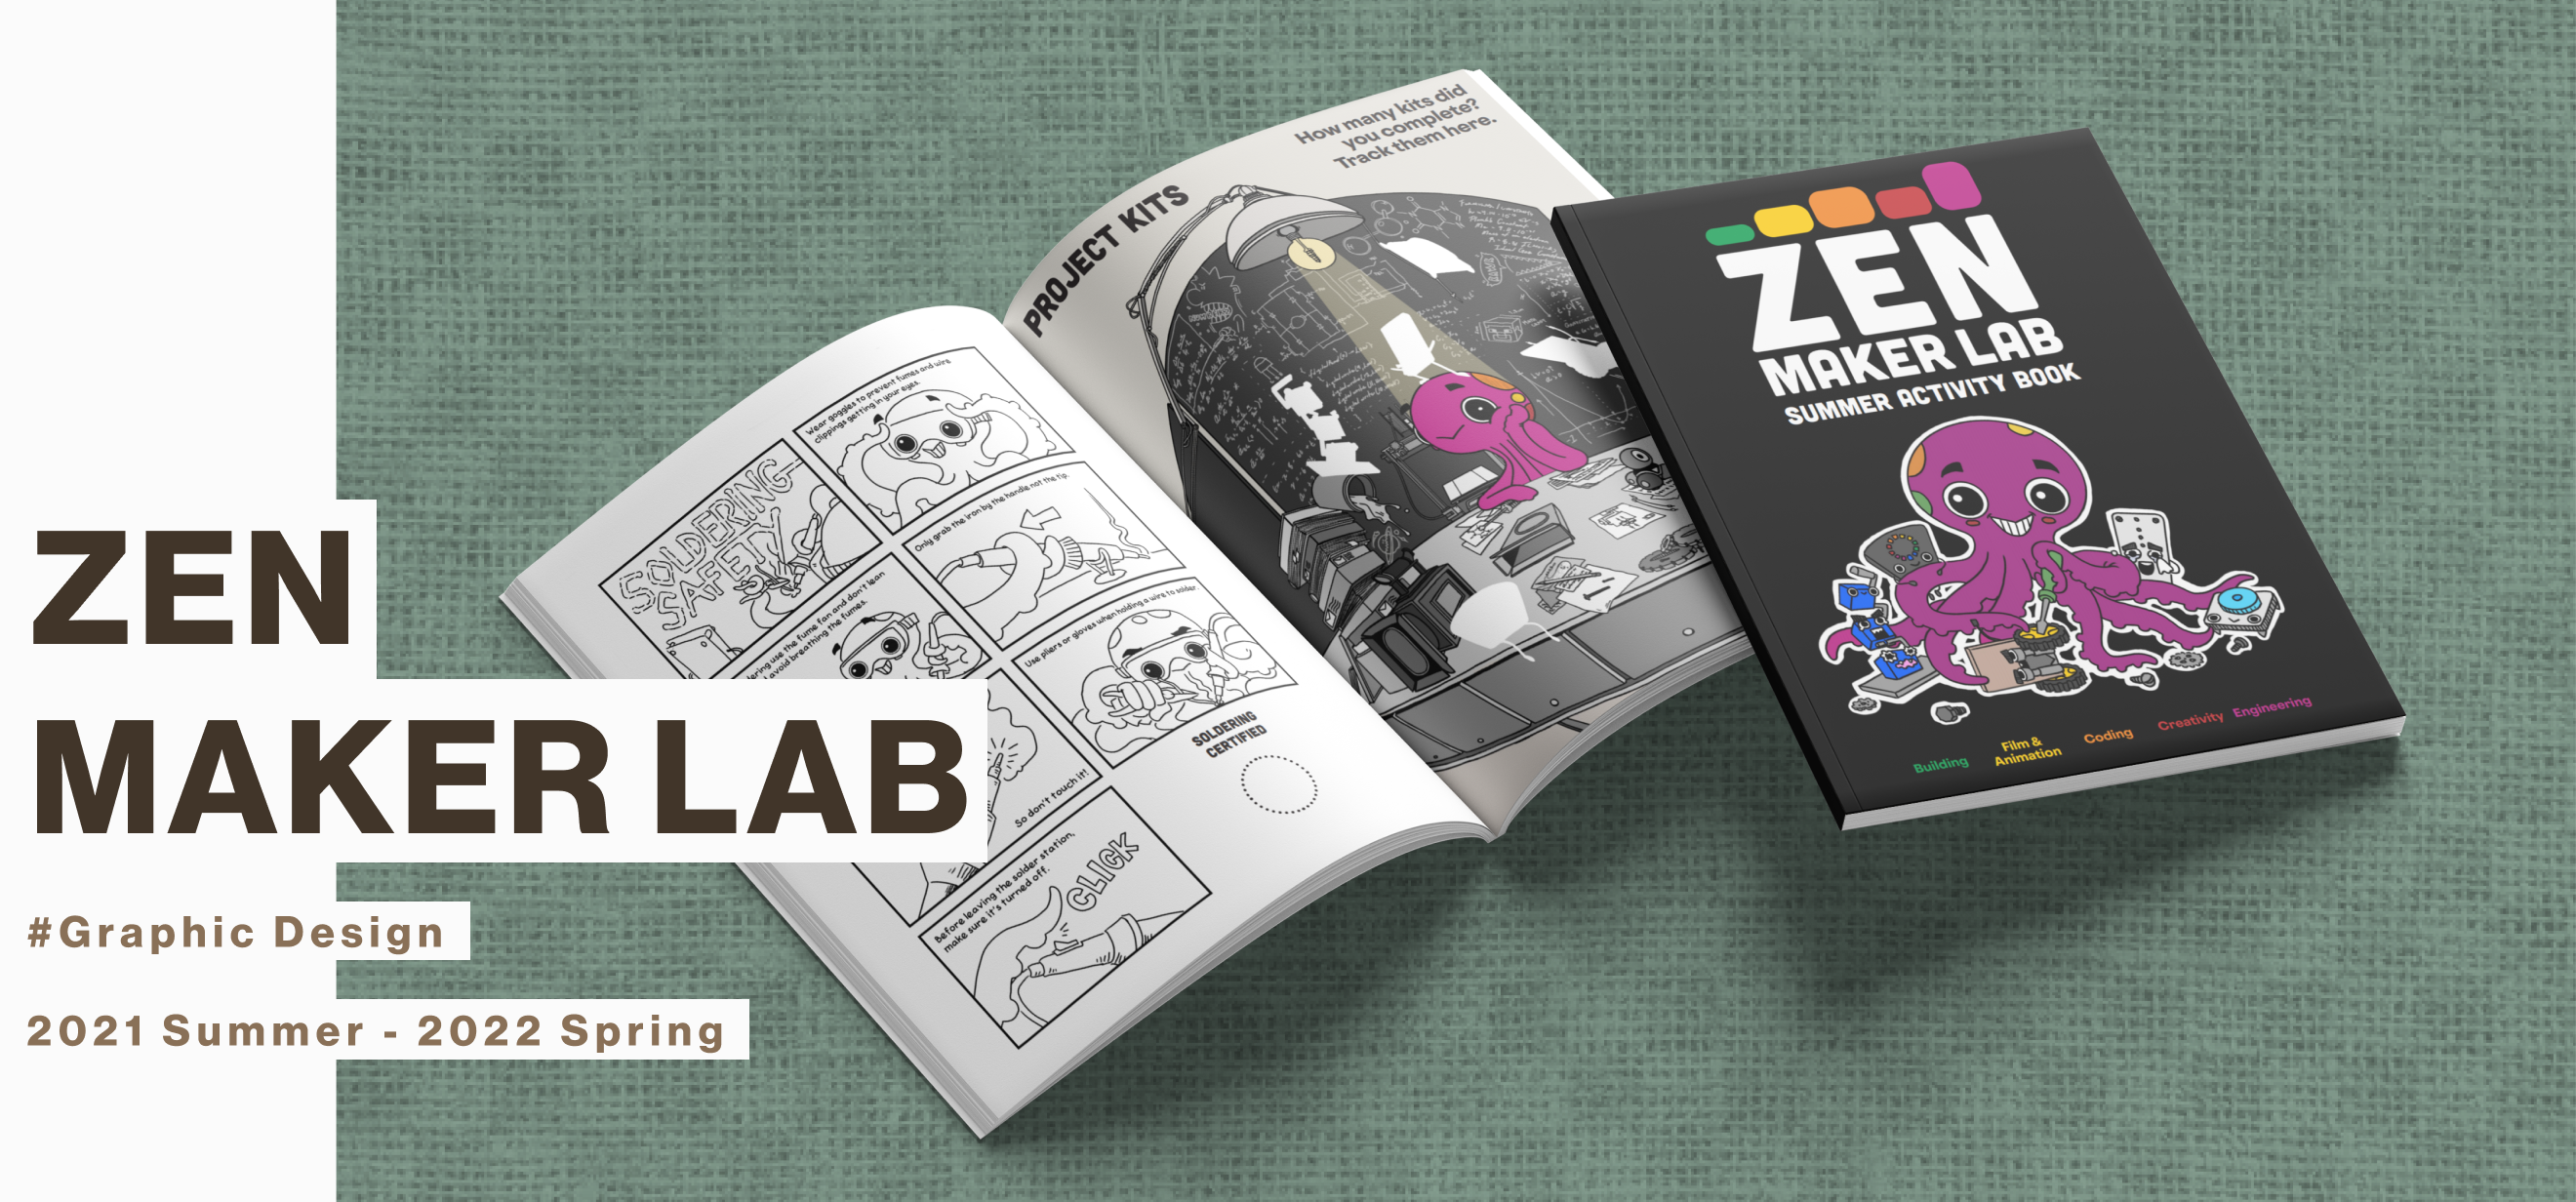 ZEN
MAKER LAB
#Graphic Design
2021 Summer - 2022 Spring
SOLDERING
SAFETY
Wear goggles to prevent fumes and wire
clippings getting in your eyes.
use the fume fan and don't lean
avoid breathing the fumes.
Only grab the iron by the handle not the tip.
So don't touch it!
Use pliers or gloves when holding a wire to solder.
Before leaving the solder station,
make sure it's turned off.
CLICK
SOLDERING
CERTIFIED
PROJECT KITS
How many kits did
you complete?
Track them here.
ZEN
MAKER LAB
SUMMER ACTIVITY BOOK
Building
Film &
Animation
Coding
Creativity
Engineering